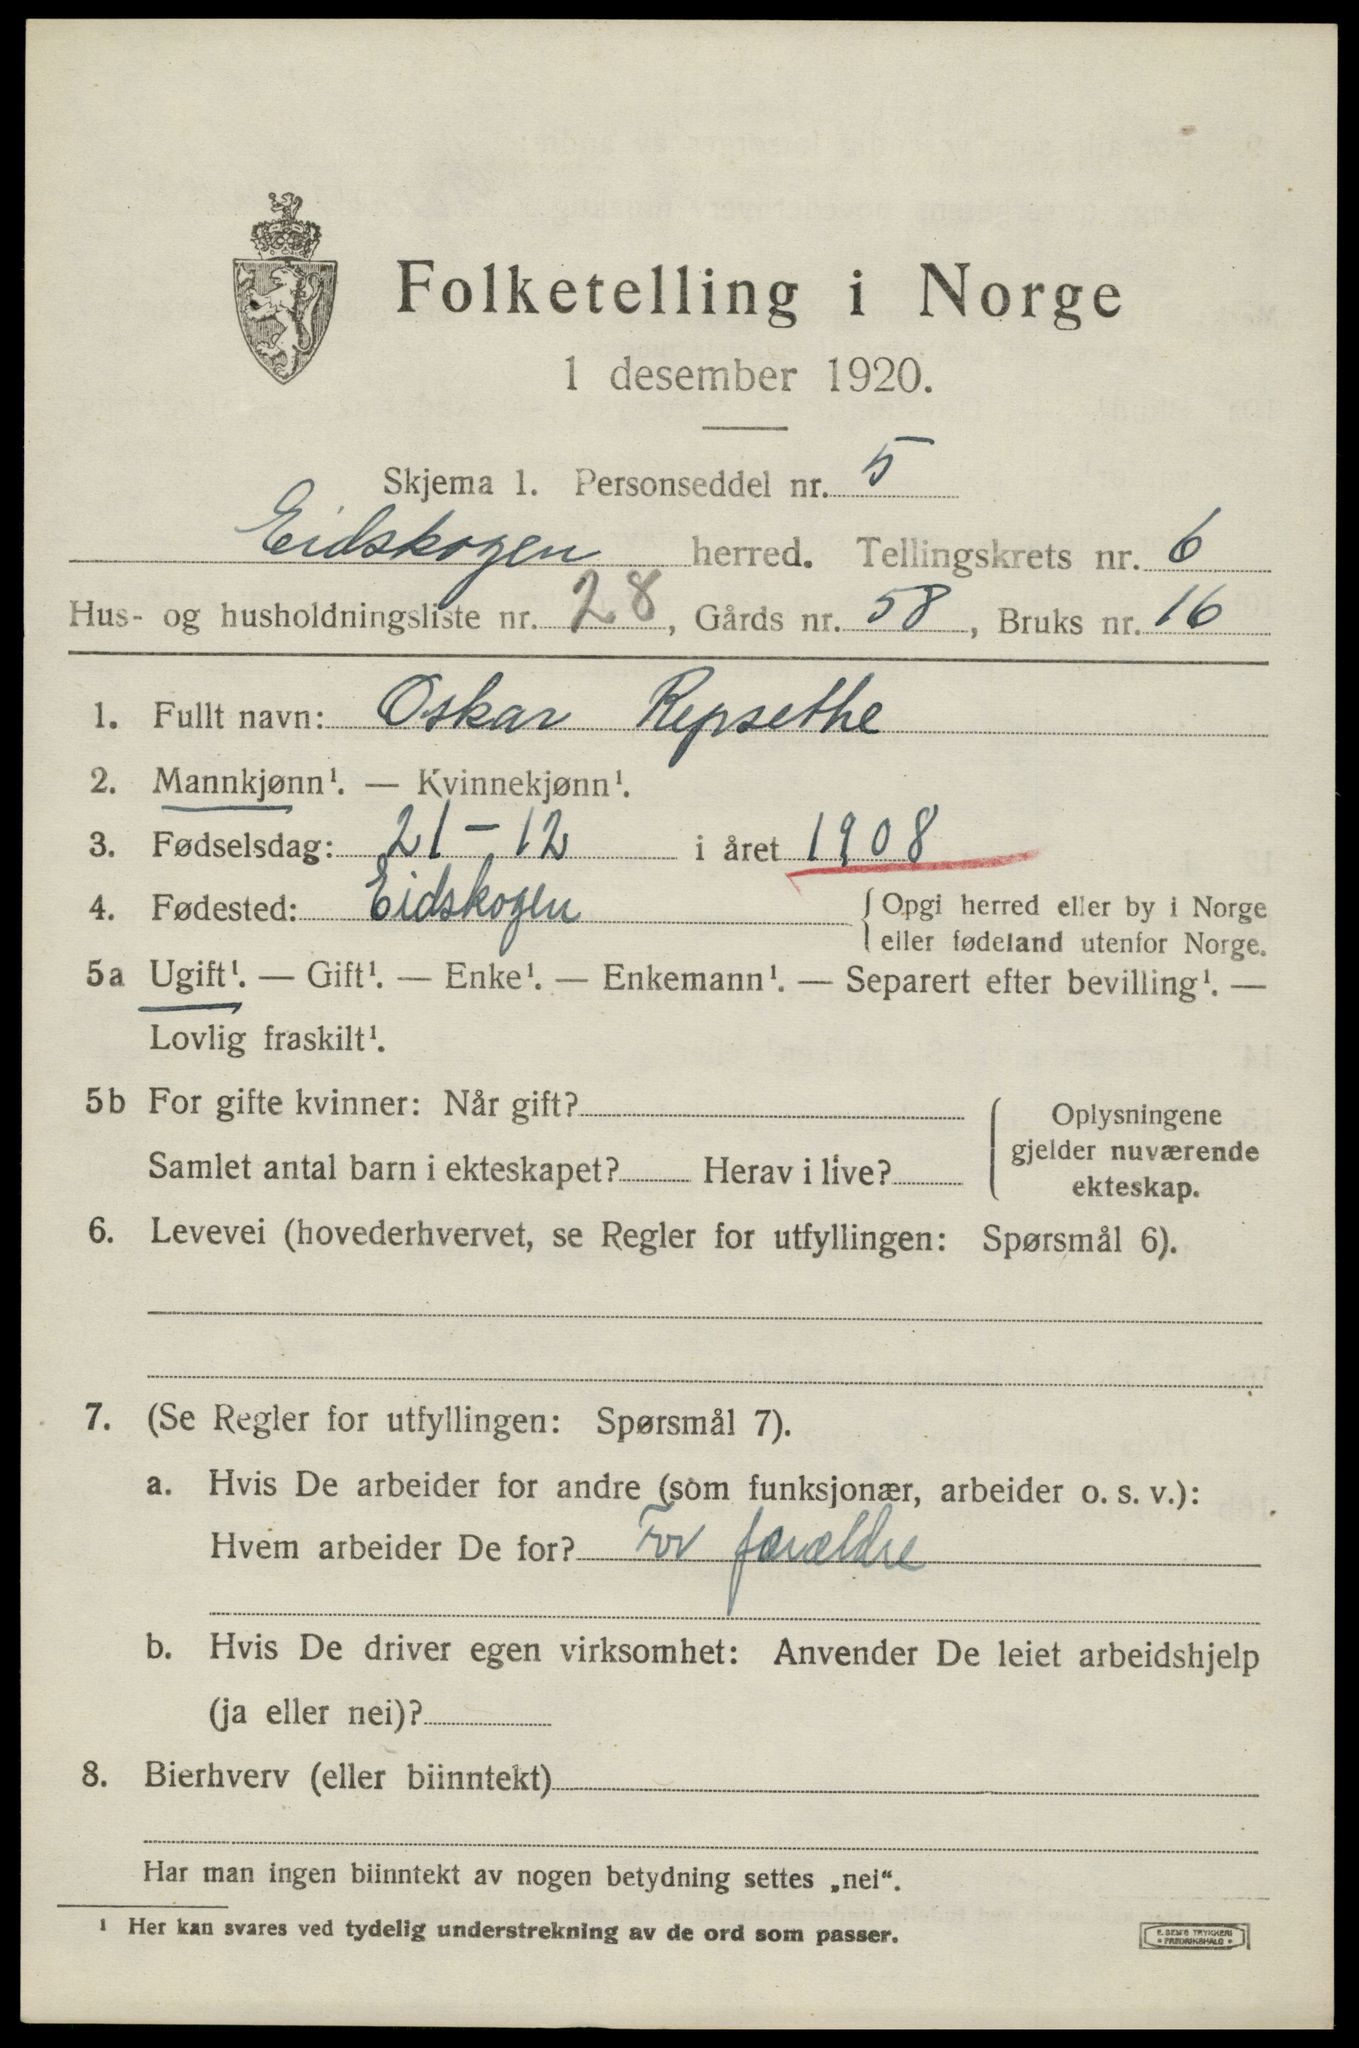 Folketelling i Norge
1 desember 1920.
Skjema 1. Personseddel nr. 5
Eidskogen herred. Tellingskrets nr. 6
Hus- og husholdningsliste nr. 28, Gårds nr. 58, Bruks nr. 16
1. Fullt navn: Oskar Repsethe
2. Mannkjønn¹. — Kvinnekjønn¹.
3. Fødselsdag: 21-12 i året 1908
4. Fødested: Eidskogen { Opgi herred eller by i Norge
eller fødeland utenfor Norge.
5a Ugift¹. — Gift¹. — Enke¹. — Enkemann¹. — Separert efter bevilling¹. —
Lovlig fraskilt¹.
5b For gifte kvinner: Når gift?
Samlet antal barn i ekteskapet? Herav i live?
Oplysningene
gjelder nuværende
ekteskap.
6. Levevei (hovederhvervet, se Regler for utfyllingen: Spørsmål 6).
7. (Se Regler for utfyllingen: Spørsmål 7).
a. Hvis De arbeider for andre (som funksjonær, arbeider o. s. v.):
Hvem arbeider De for? For forældre
b. Hvis De driver egen virksomhet: Anvender De leiet arbeidshjelp
(ja eller nei)?
8. Bierhverv (eller biinntekt)
Har man ingen biinntekt av nogen betydning settes „nei“.
¹ Her kan svares ved tydelig understrekning av de ord som passer.
E. SEM'S TRYKKERI
• FREDRIKSHALD •